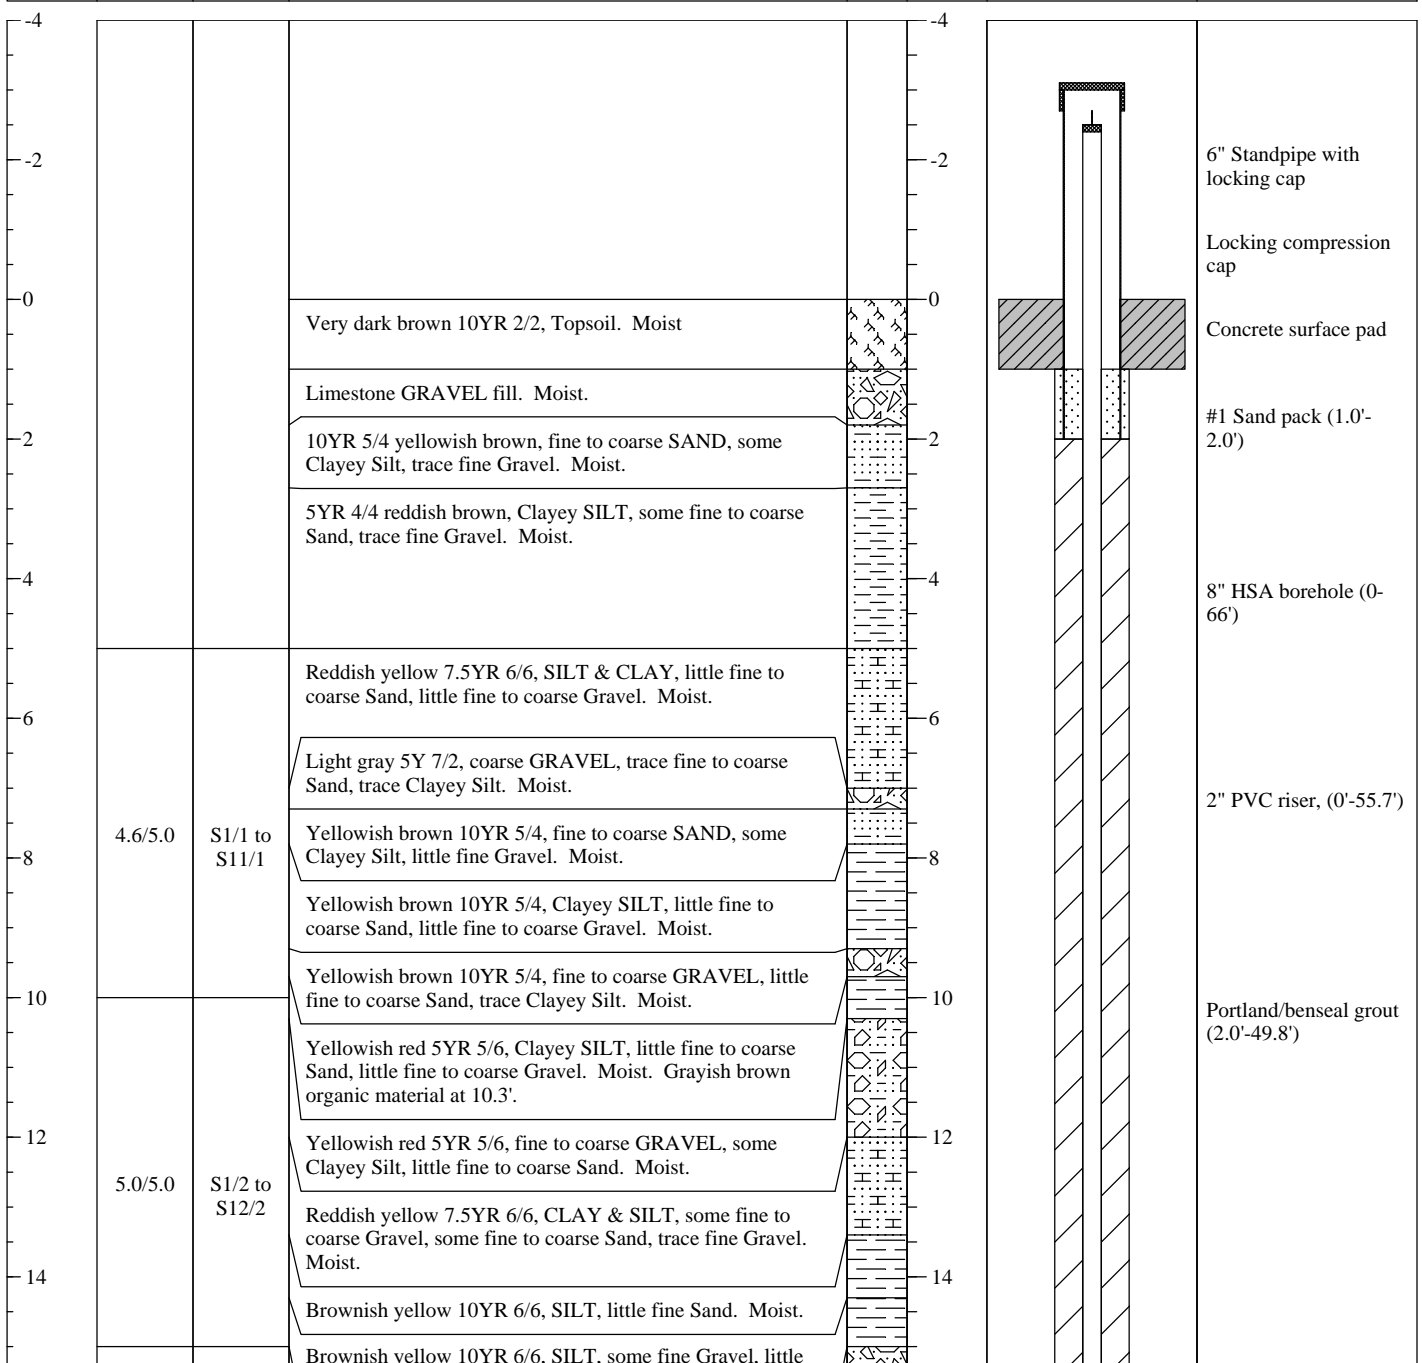 -4
-4
-2
-2
6" Standpipe with
locking cap
Locking compression
cap
0
0
Very dark brown 10YR 2/2, Topsoil. Moist
Concrete surface pad
Limestone GRAVEL fill. Moist.
#1 Sand pack (1.0'-
2.0')
2
2
10YR 5/4 yellowish brown, fine to coarse SAND, some
Clayey Silt, trace fine Gravel. Moist.
5YR 4/4 reddish brown, Clayey SILT, some fine to coarse
Sand, trace fine Gravel. Moist.
4
4
8" HSA borehole (0-
66')
Reddish yellow 7.5YR 6/6, SILT & CLAY, little fine to
coarse Sand, little fine to coarse Gravel. Moist.
6
6
Light gray 5Y 7/2, coarse GRAVEL, trace fine to coarse
Sand, trace Clayey Silt. Moist.
2" PVC riser, (0'-55.7')
4.6/5.0
S1/1 to
S11/1
Yellowish brown 10YR 5/4, fine to coarse SAND, some
Clayey Silt, little fine Gravel. Moist.
8
8
Yellowish brown 10YR 5/4, Clayey SILT, little fine to
coarse Sand, little fine to coarse Gravel. Moist.
Yellowish brown 10YR 5/4, fine to coarse GRAVEL, little
fine to coarse Sand, trace Clayey Silt. Moist.
10
10
Portland/benseal grout
(2.0'-49.8')
Yellowish red 5YR 5/6, Clayey SILT, little fine to coarse
Sand, little fine to coarse Gravel. Moist. Grayish brown
organic material at 10.3'.
12
12
Yellowish red 5YR 5/6, fine to coarse GRAVEL, some
Clayey Silt, little fine to coarse Sand. Moist.
5.0/5.0
S1/2 to
S12/2
Reddish yellow 7.5YR 6/6, CLAY & SILT, some fine to
coarse Gravel, some fine to coarse Sand, trace fine Gravel.
Moist.
14
14
Brownish yellow 10YR 6/6, SILT, little fine Sand. Moist.
Brownish yellow 10YR 6/6, SILT, some fine Gravel, little